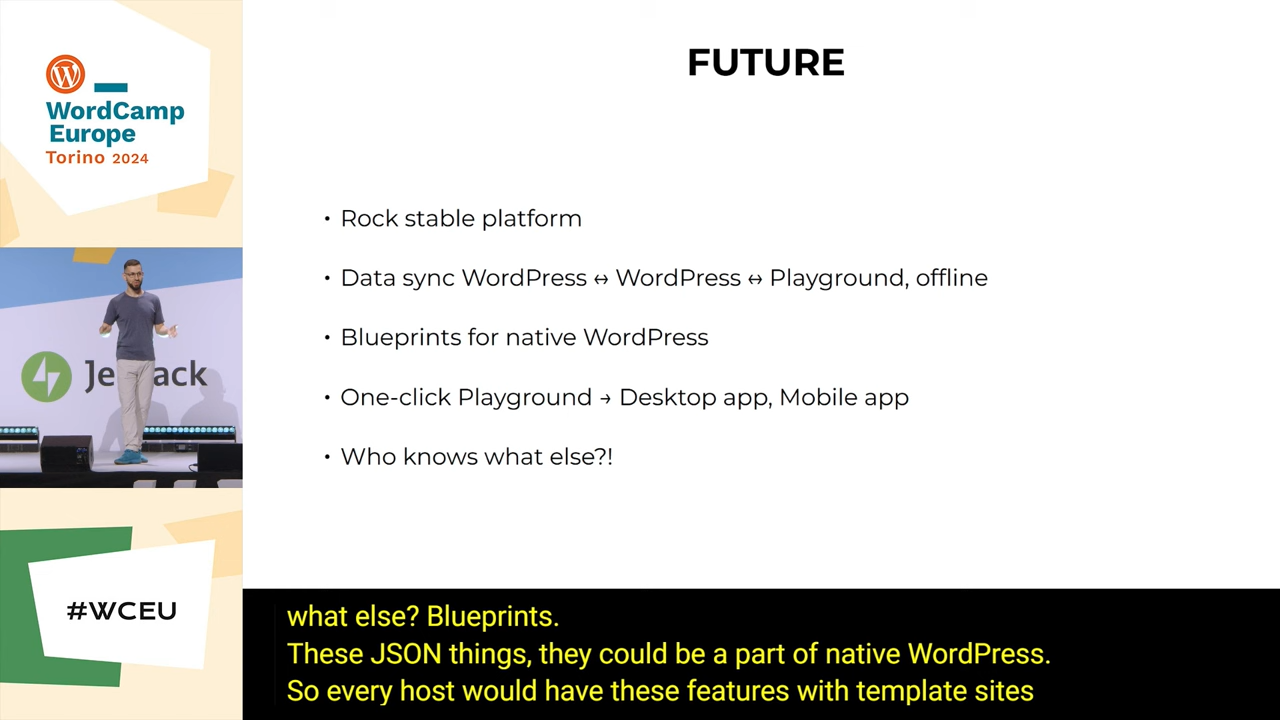 WordCamp
Europe
Torino 2024
FUTURE
• Rock stable platform
• Data sync WordPress ↔ WordPress ↔ Playground, offline
• Blueprints for native WordPress
• One-click Playground → Desktop app, Mobile app
• Who knows what else?!
#WCEU
what else? Blueprints.
These JSON things, they could be a part of native WordPress.
So every host would have these features with template sites